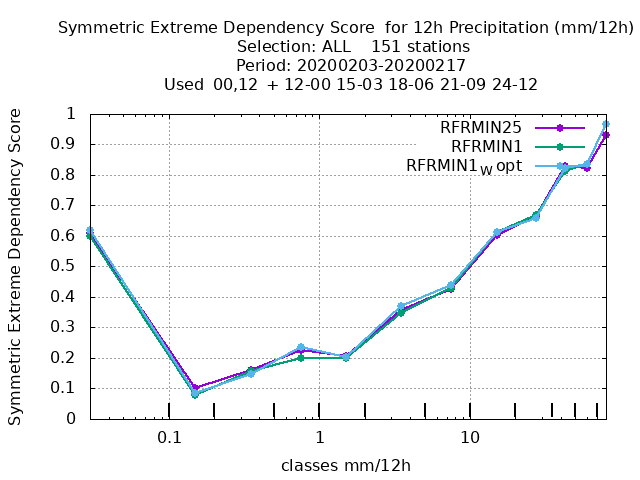 Symmetric Extreme Dependency Score  for 12h Precipitation (mm/12h)
Selection: ALL    151 stations
Period: 20200203-20200217
Used  00,12  + 12-00 15-03 18-06 21-09 24-12
Symmetric Extreme Dependency Score
1
0.9
0.8
0.7
0.6
0.5
0.4
0.3
0.2
0.1
0
RFRMIN25
RFRMIN1
RFRMIN1W opt
0.1 1 10
classes mm/12h